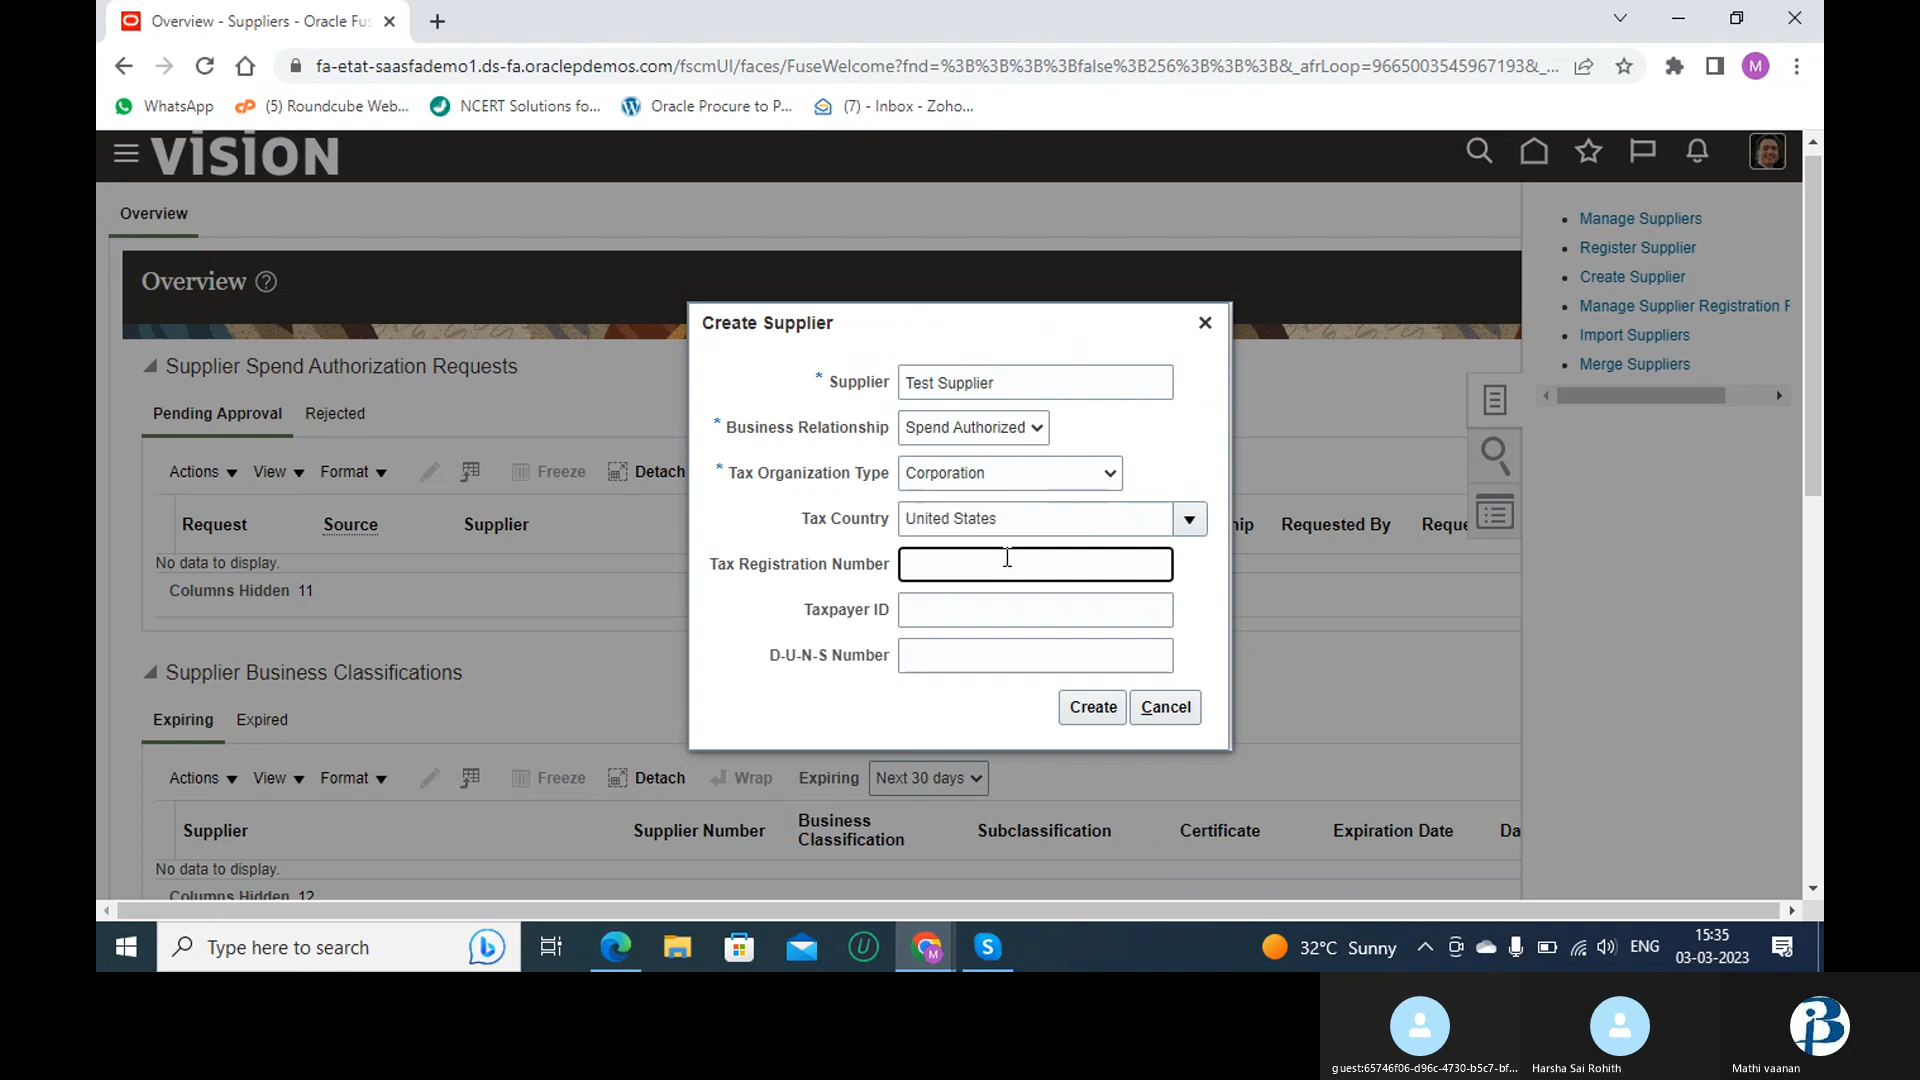 Overview - Suppliers - Oracle Fus
fa-etat-saasfademo1.ds-fa.oraclepdemos.com/fscmUI/faces/FuseWelcome?fnd=%3B%3B%3B%3Bfalse%3B256%3B%3B%3B&_afrLoop=9665003545967193&_...
M
WhatsApp
(5) Roundcube Web...
NCERT Solutions fo...
Oracle Procure to P...
(7) - Inbox - Zoho...
VISION
Overview
Manage Suppliers
Register Supplier
Create Supplier
Manage Supplier Registration R
Import Suppliers
Merge Suppliers
Overview ?
Create Supplier
* Supplier Test Supplier
* Business Relationship Spend Authorized
* Tax Organization Type Corporation
Tax Country United States
Tax Registration Number
Taxpayer ID
D-U-N-S Number
Create Cancel
Supplier Spend Authorization Requests
Pending Approval Rejected
Actions View Format Freeze Detach
Request Source Supplier hip Requested By Reque
No data to display.
Columns Hidden 11
Supplier Business Classifications
Expiring Expired
Actions View Format Freeze Detach Wrap Expiring Next 30 days
Supplier Supplier Number Business Classification Subclassification Certificate Expiration Date Da
No data to display.
Columns Hidden 12
Type here to search
32°C Sunny
ENG
15:35
03-03-2023
guest:65746f06-d96c-4730-b5c7-bf...
Harsha Sai Rohith
Mathi vaanan